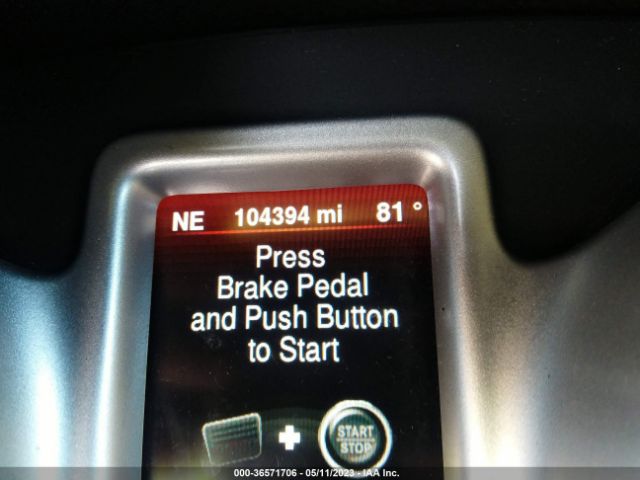 NE 104394 mi 81 °
Press
Brake Pedal
and Push Button
to Start
START
STOP
000-36571706 - 05/11/2023 - IAA Inc.